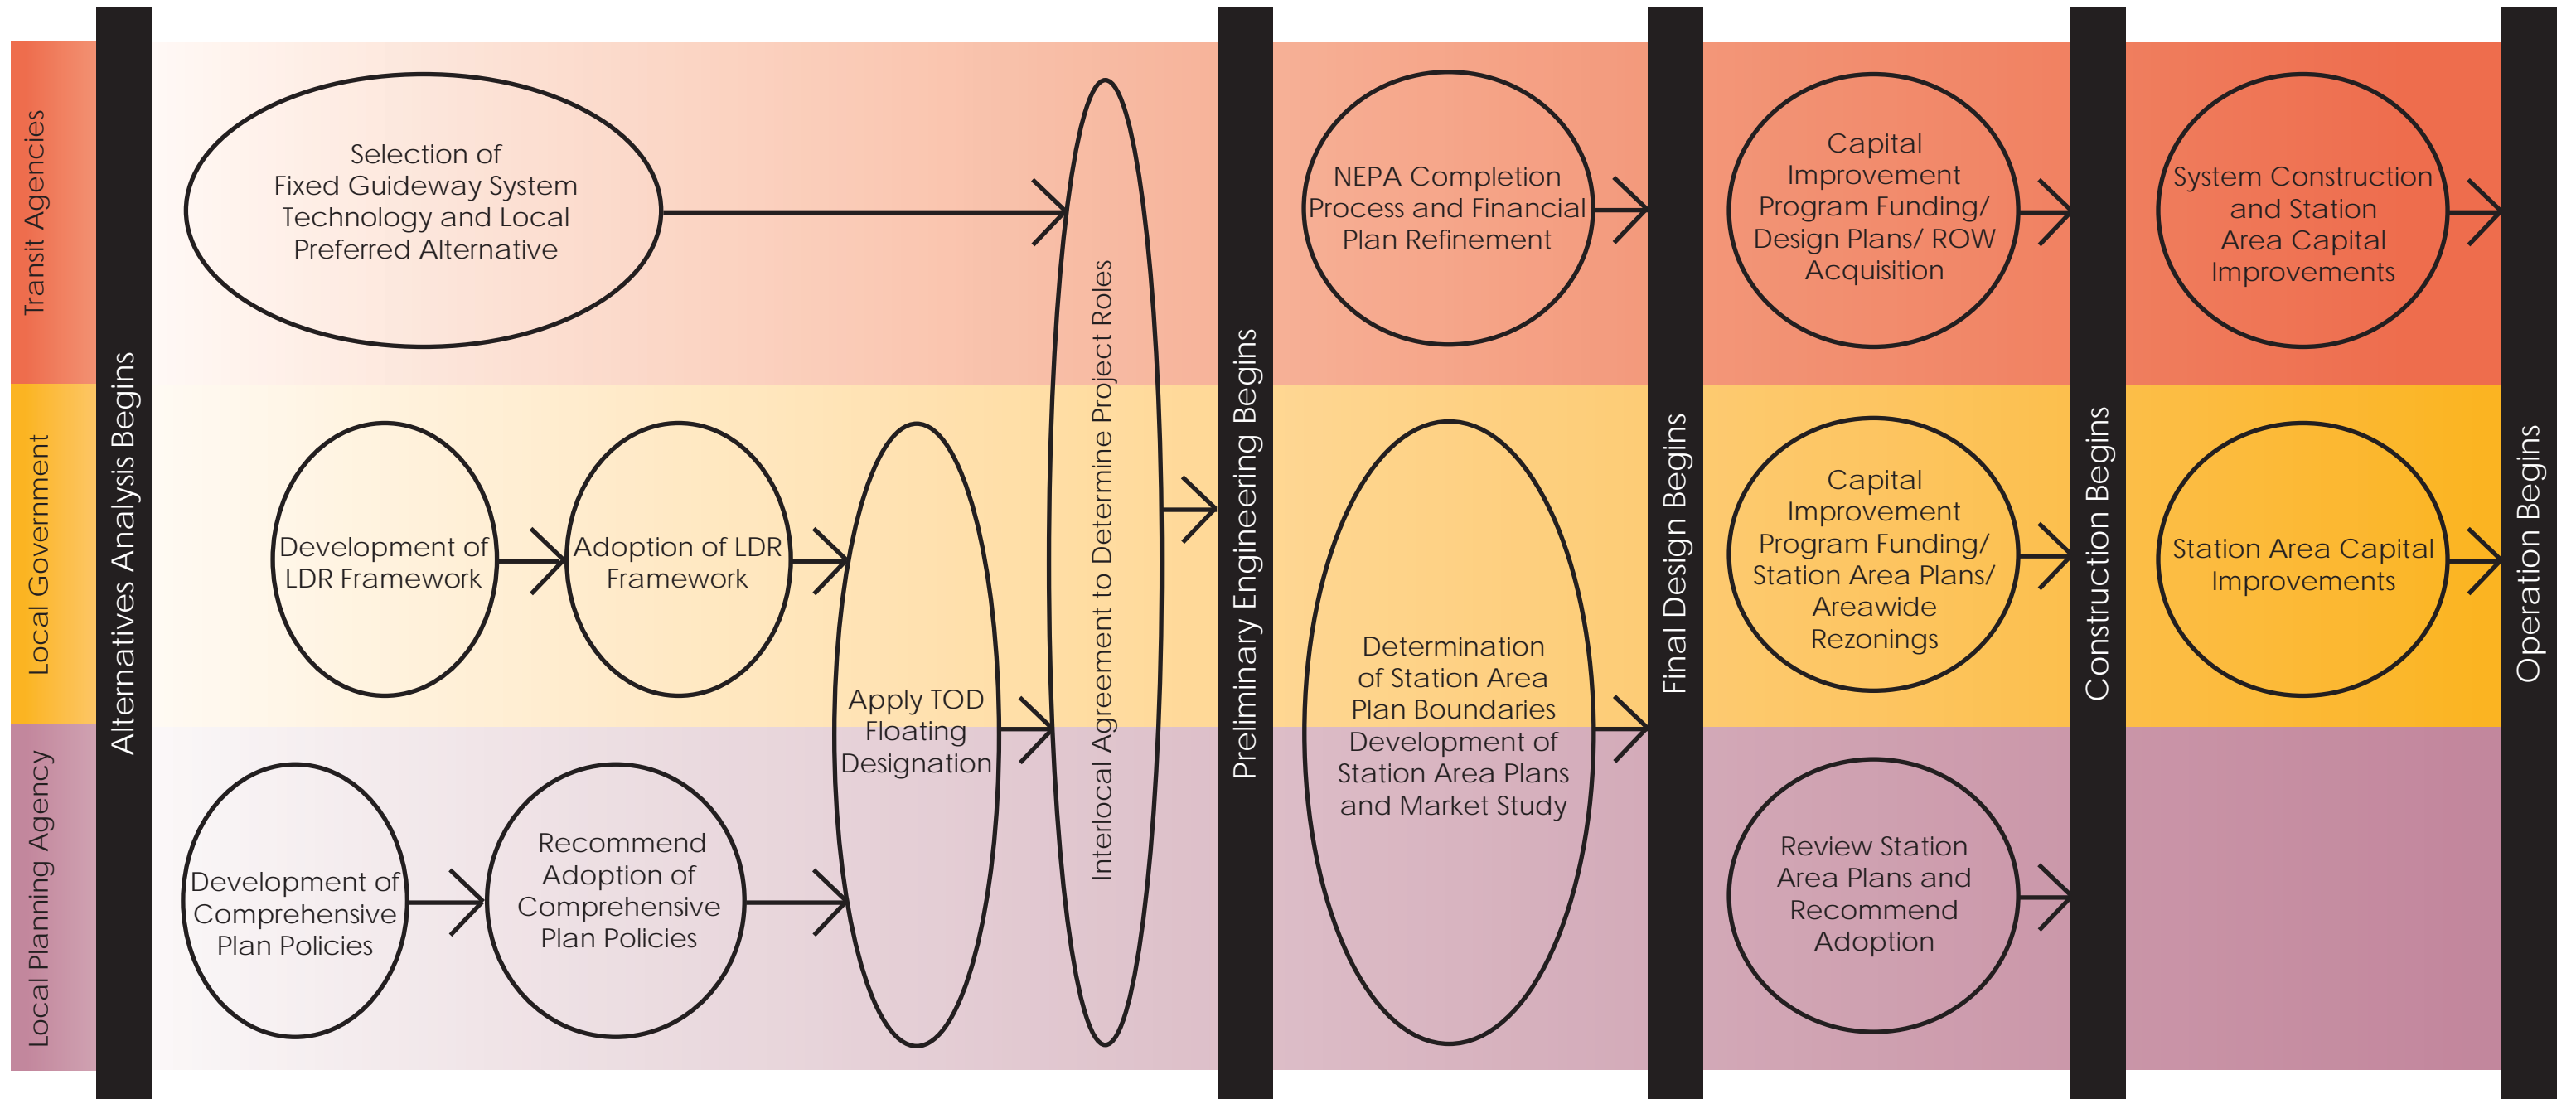 Transit Agencies
Local Government
Local Planning Agency
Alternatives Analysis Begins
Selection of
Fixed Guideway System
Technology and Local
Preferred Alternative
Development of
LDR Framework
Adoption of LDR
Framework
Development of
Comprehensive
Plan Policies
Recommend
Adoption of
Comprehensive
Plan Policies
Apply TOD
Floating
Designation
Interlocal Agreement to Determine Project Roles
Preliminary Engineering Begins
NEPA Completion
Process and Financial
Plan Refinement
Determination
of Station Area
Plan Boundaries
Development of
Station Area Plans
and Market Study
Final Design Begins
Capital
Improvement
Program Funding/
Design Plans/ ROW
Acquisition
Capital
Improvement
Program Funding/
Station Area Plans/
Areawide
Rezonings
Review Station
Area Plans and
Recommend
Adoption
Construction Begins
System Construction
and Station
Area Capital
Improvements
Station Area Capital
Improvements
Operation Begins